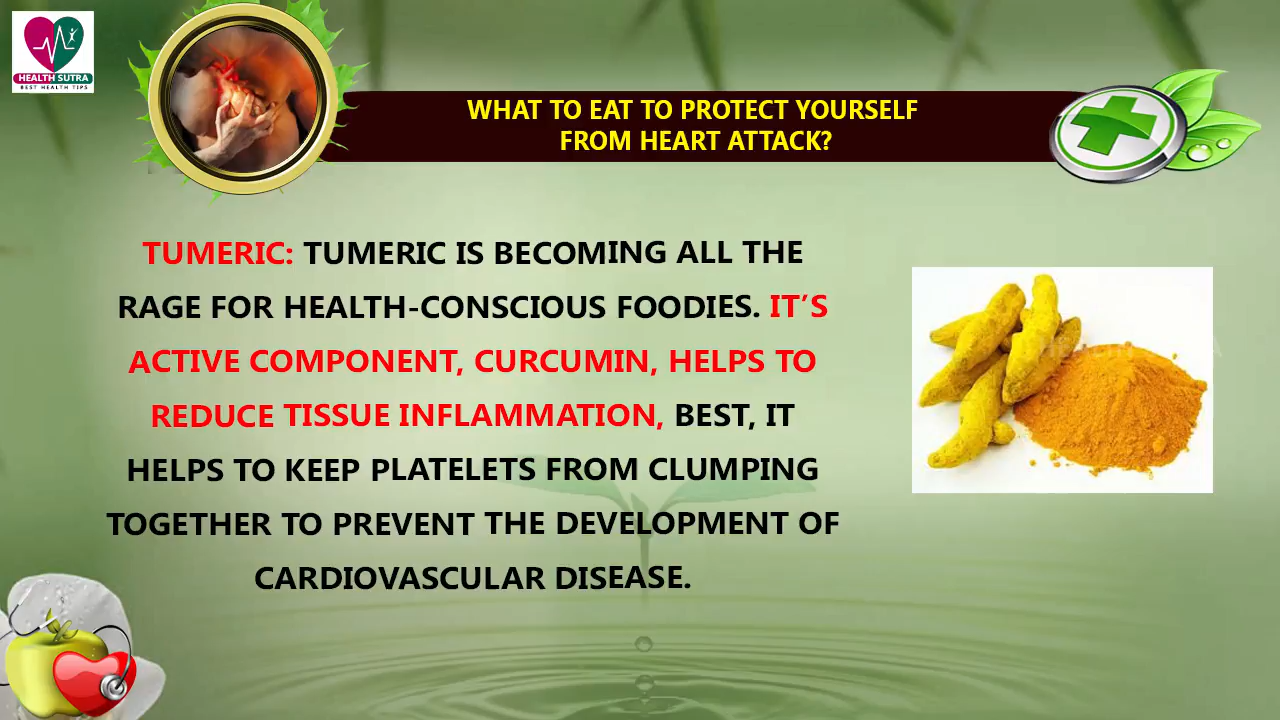 HEALTH SUTRA
BEST HEALTH TIPS
WHAT TO EAT TO PROTECT YOURSELF
FROM HEART ATTACK?
TUMERIC: TUMERIC IS BECOMING ALL THE
RAGE FOR HEALTH-CONSCIOUS FOODIES. IT'S
ACTIVE COMPONENT, CURCUMIN, HELPS TO
REDUCE TISSUE INFLAMMATION, BEST, IT
HELPS TO KEEP PLATELETS FROM CLUMPING
TOGETHER TO PREVENT THE DEVELOPMENT OF
CARDIOVASCULAR DISEASE.